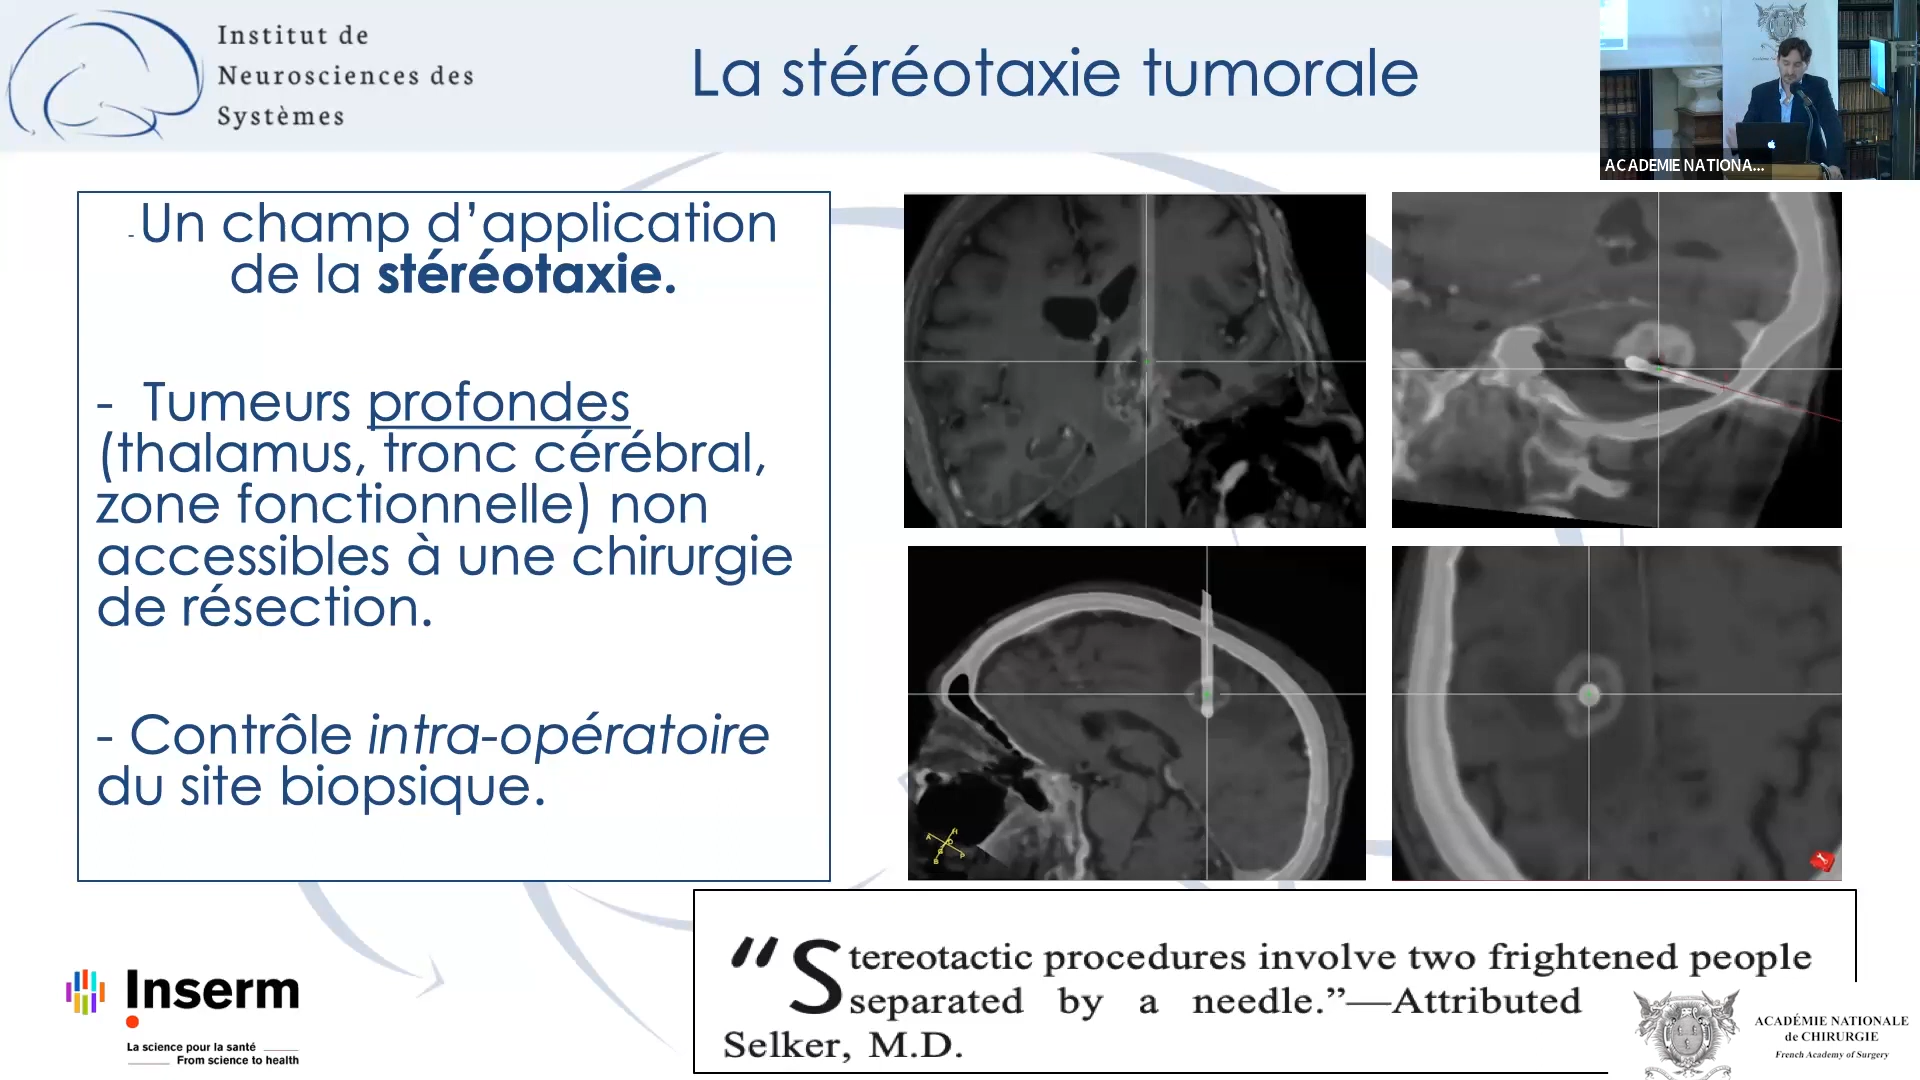 Institut de
Neurosciences des
Systèmes
La stéréotaxie tumorale
ACADEMIE NATIONA...
- Un champ d’application
de la stéréotaxie.
- Tumeurs profondes
(thalamus, tronc cérébral,
zone fonctionnelle) non
accessibles à une chirurgie
de résection.
- Contrôle intra-opératoire
du site biopsique.
“Stereotactic procedures involve two frightened people
separated by a needle.”—Attributed
Selker, M.D.
Inserm
La science pour la santé
From science to health
ACADÉMIE NATIONALE
de CHIRURGIE
French Academy of Surgery